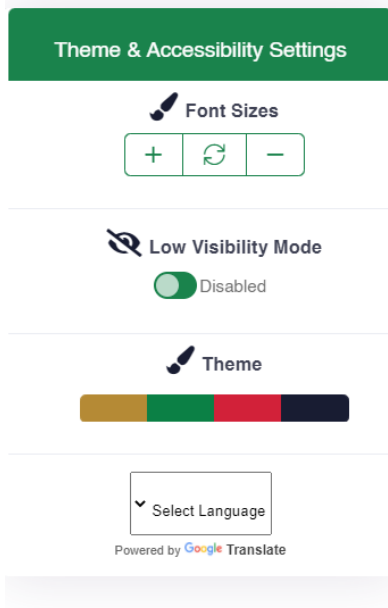 Theme & Accessibility Settings
Font Sizes
+ −
Low Visibility Mode
Disabled
Theme
Select Language
Powered by Google Translate